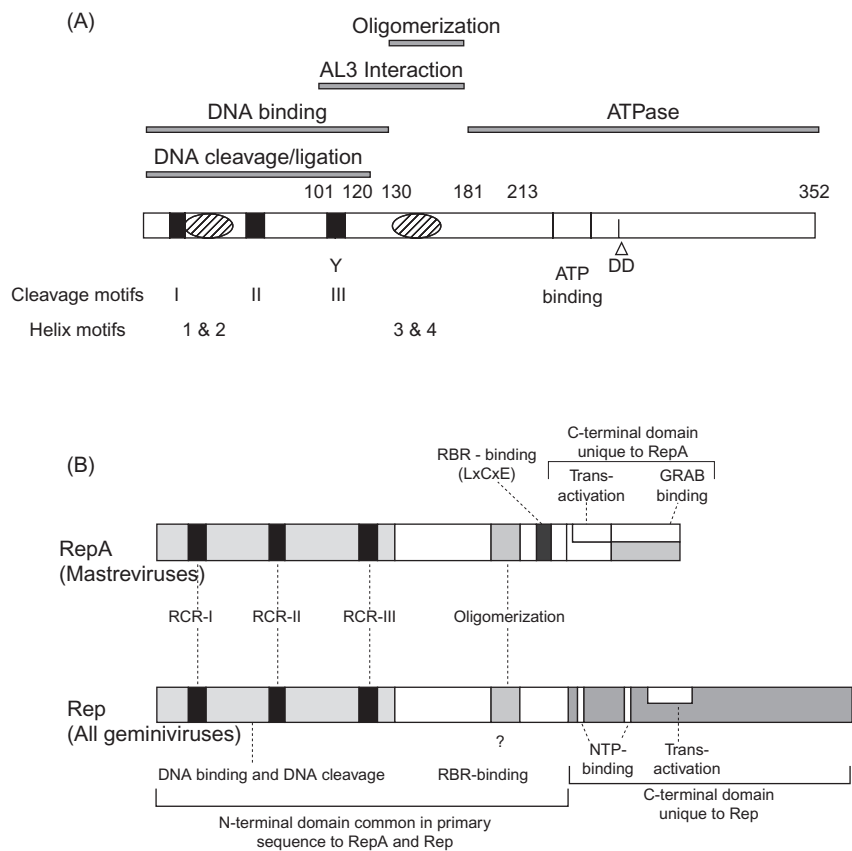 (A)
Oligomerization
AL3 Interaction
DNA binding
ATPase
DNA cleavage/ligation
101 120 130 181 213 352
Y
DD
ATP
binding
Cleavage motifs I II III
Helix motifs 1 & 2 3 & 4
(B)
C-terminal domain
unique to RepA
RBR - binding
(LxCxE)
Trans-
activation
GRAB
binding
RepA
(Mastreviruses)
RCR-I RCR-II RCR-III Oligomerization
Rep
(All geminiviruses)
?
DNA binding and DNA cleavage
RBR-binding
NTP-
binding
Trans-
activation
C-terminal domain
unique to Rep
N-terminal domain common in primary
sequence to RepA and Rep